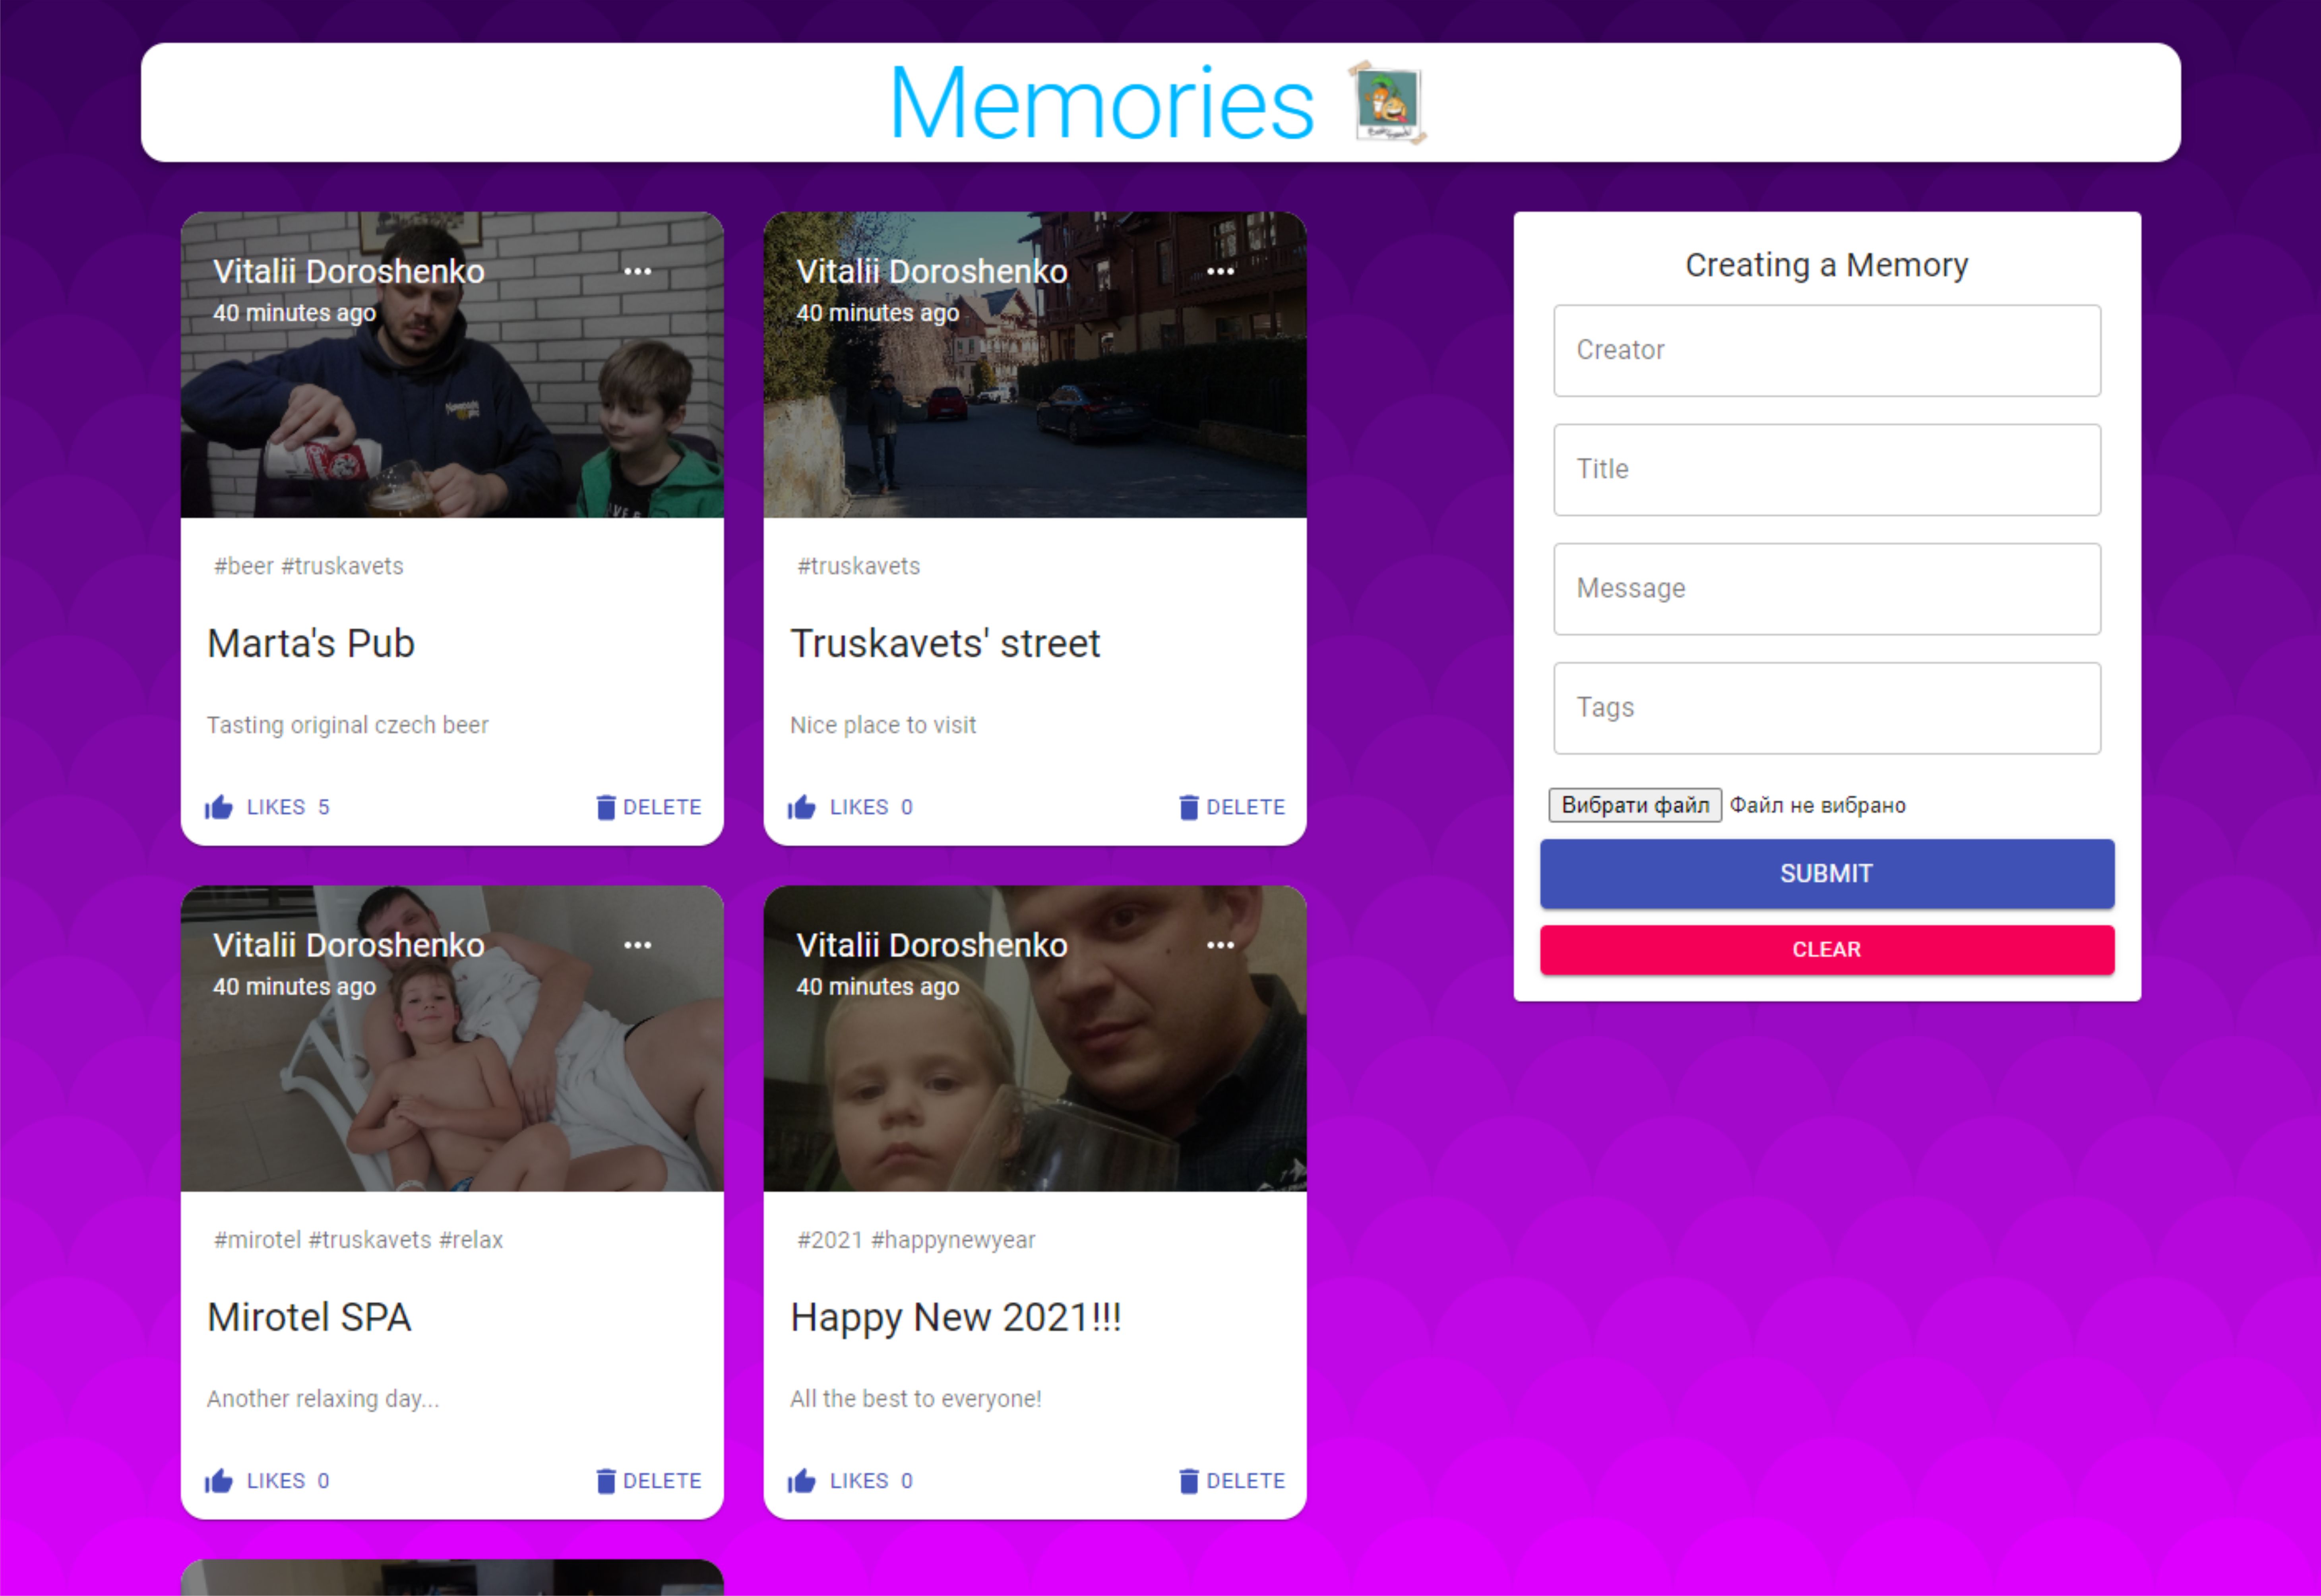 Memories
Vitalii Doroshenko
40 minutes ago
#beer #truskavets
Marta's Pub
Tasting original czech beer
LIKES 5
DELETE
Vitalii Doroshenko
40 minutes ago
#truskavets
Truskavets' street
Nice place to visit
LIKES 0
DELETE
Vitalii Doroshenko
40 minutes ago
#mirotel #truskavets #relax
Mirotel SPA
Another relaxing day...
LIKES 0
DELETE
Vitalii Doroshenko
40 minutes ago
#2021 #happynewyear
Happy New 2021!!!
All the best to everyone!
LIKES 0
DELETE
Creating a Memory
Creator
Title
Message
Tags
Вибрати файл Файл не вибрано
SUBMIT
CLEAR